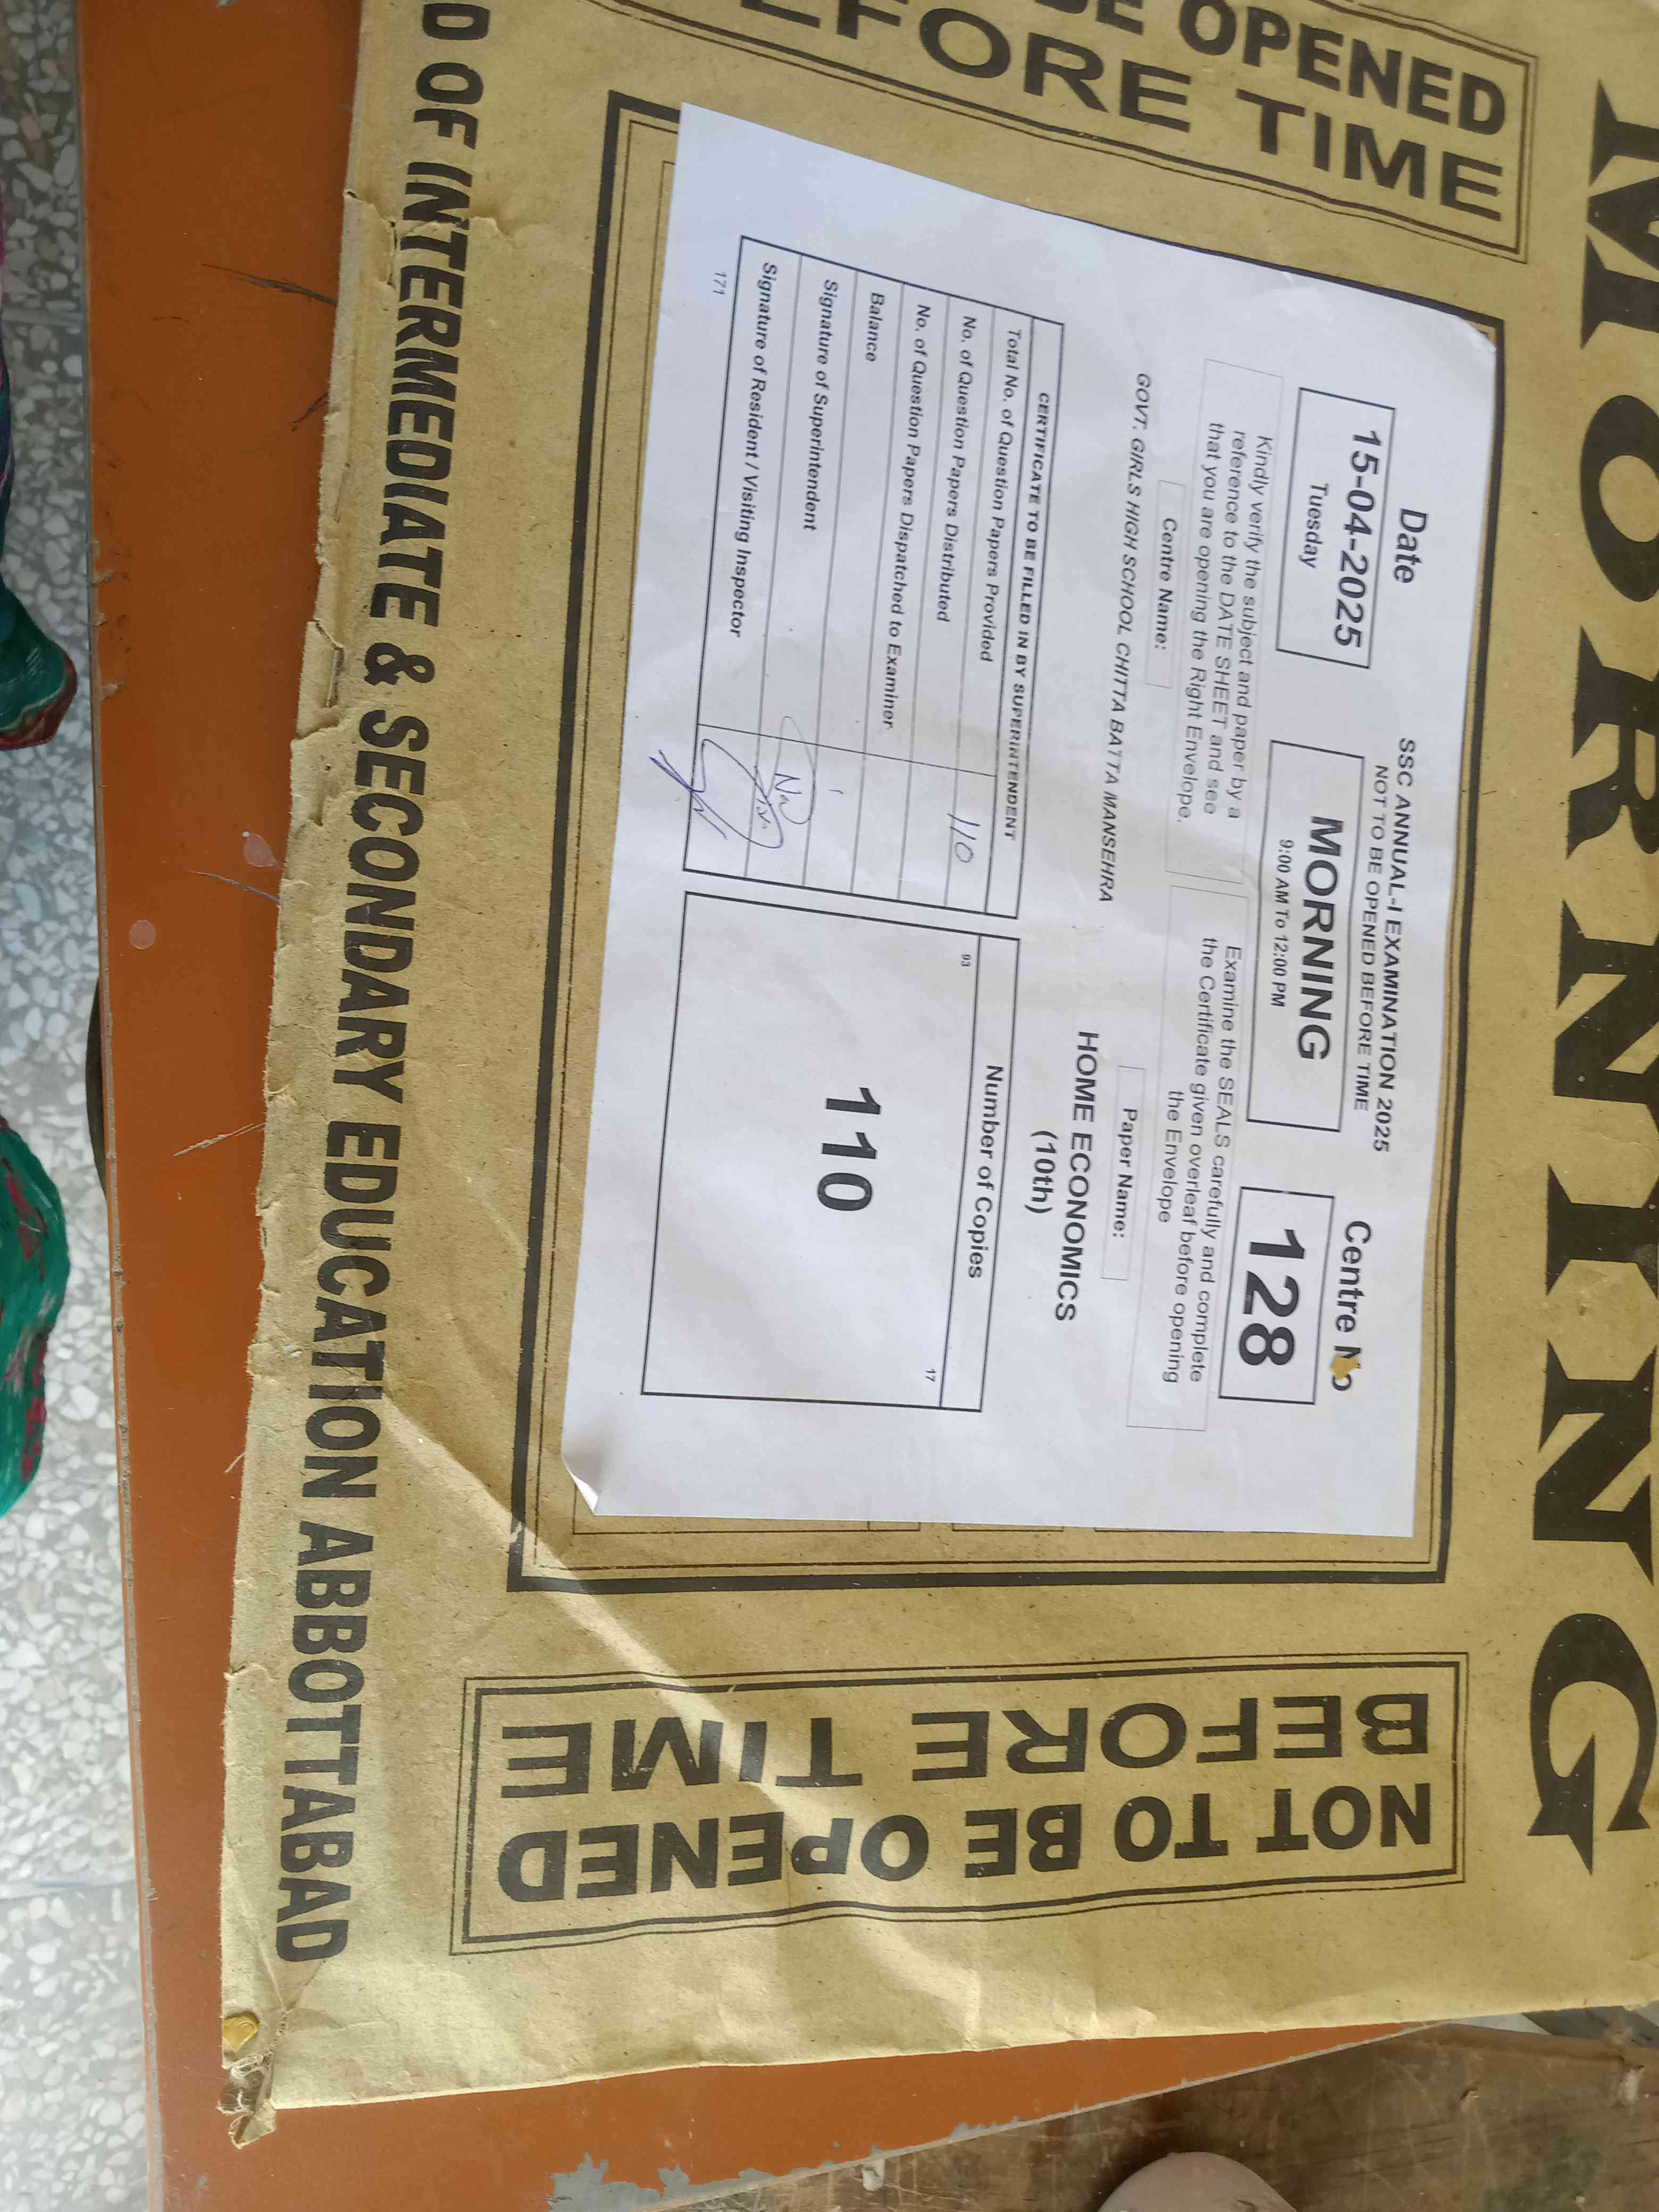 MORNING
BE OPENED
EFORE TIME
Date
15-04-2025
Tuesday
SSC ANNUAL-I EXAMINATION 2025
NOT TO BE OPENED BEFORE TIME
MORNING
9:00 AM To 12:00 PM
Centre No
128
Kindly verify the subject and paper by a
reference to the DATE SHEET and see
that you are opening the Right Envelope.
Examine the SEALS carefully and complete
the Certificate given overleaf before opening
the Envelope
Centre Name:
GOVT. GIRLS HIGH SCHOOL CHITTA BATTA MANSEHRA
Paper Name:
HOME ECONOMICS
(10th)
CERTIFICATE TO BE FILLED IN BY SUPERINTENDENT
Total No. of Question Papers Provided
No. of Question Papers Distributed 110
No. of Question Papers Dispatched to Examiner
Balance
Signature of Superintendent
Signature of Resident / Visiting Inspector
171
Number of Copies
93
17
110
NOT TO BE OPENED
BEFORE TIME
D OF INTERMEDIATE & SECONDARY EDUCATION ABBOTTABAD